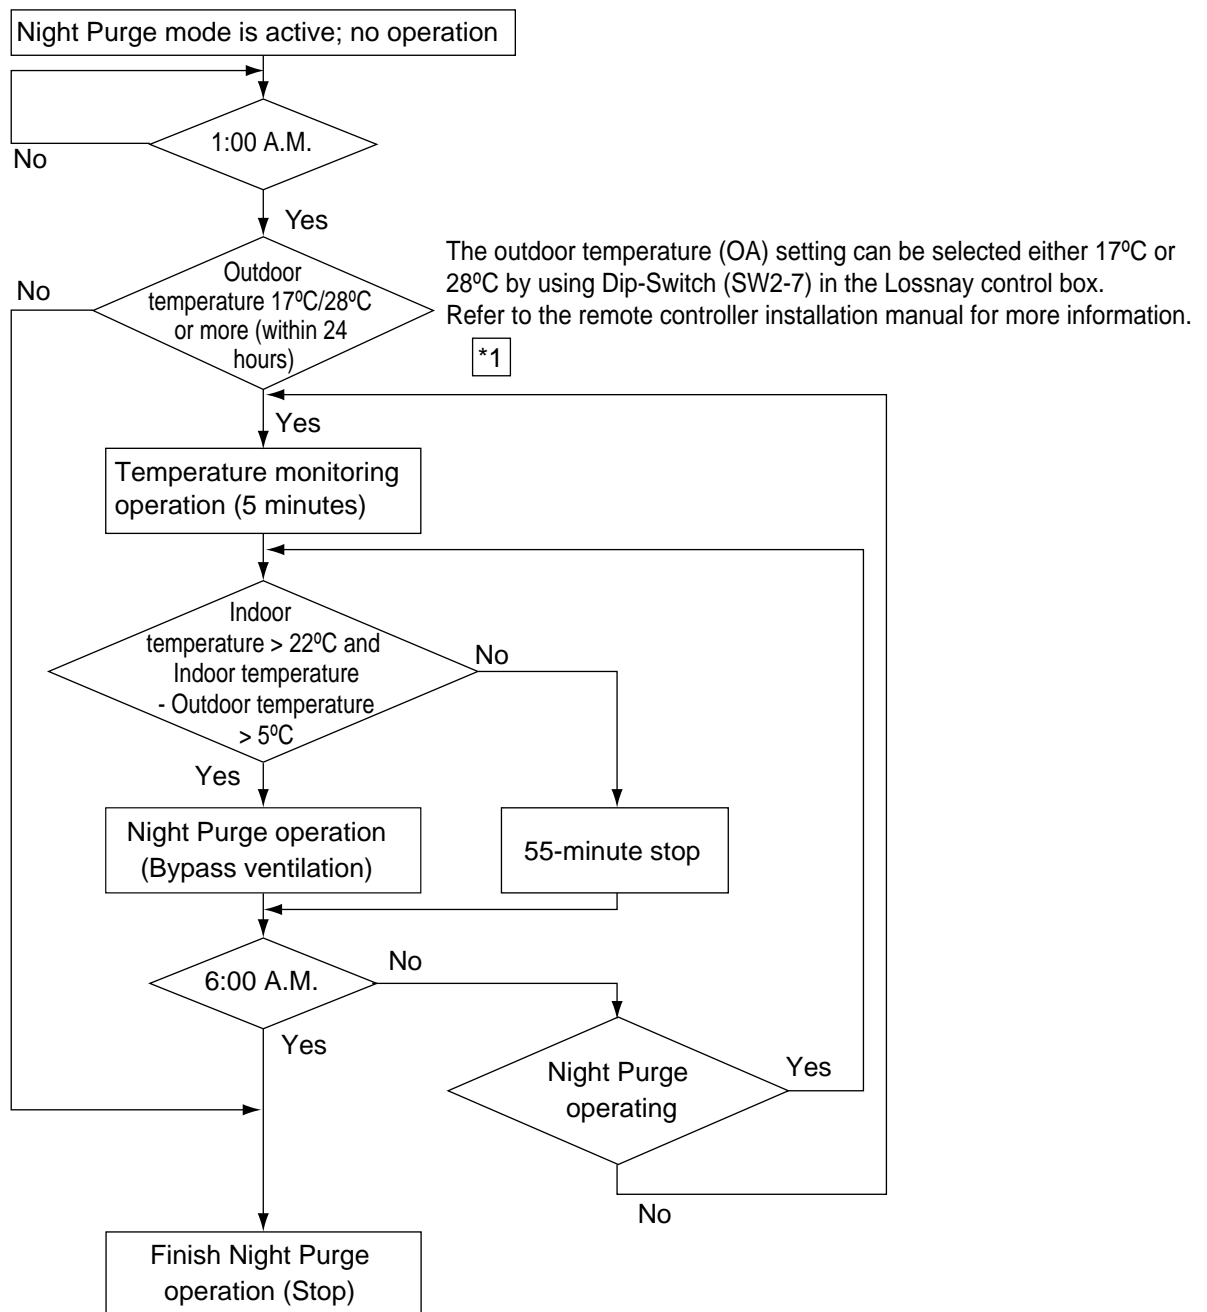 Night Purge mode is active; no operation
1:00 A.M.
No
Yes
Outdoor
temperature 17ºC/28ºC
or more (within 24
hours)
No
The outdoor temperature (OA) setting can be selected either 17ºC or
28ºC by using Dip-Switch (SW2-7) in the Lossnay control box.
Refer to the remote controller installation manual for more information.
*1
Yes
Temperature monitoring
operation (5 minutes)
Indoor
temperature > 22ºC and
Indoor temperature
- Outdoor temperature
> 5ºC
No
Yes
Night Purge operation
(Bypass ventilation)
55-minute stop
6:00 A.M.
No
Yes
Night Purge
operating
Yes
No
Finish Night Purge
operation (Stop)